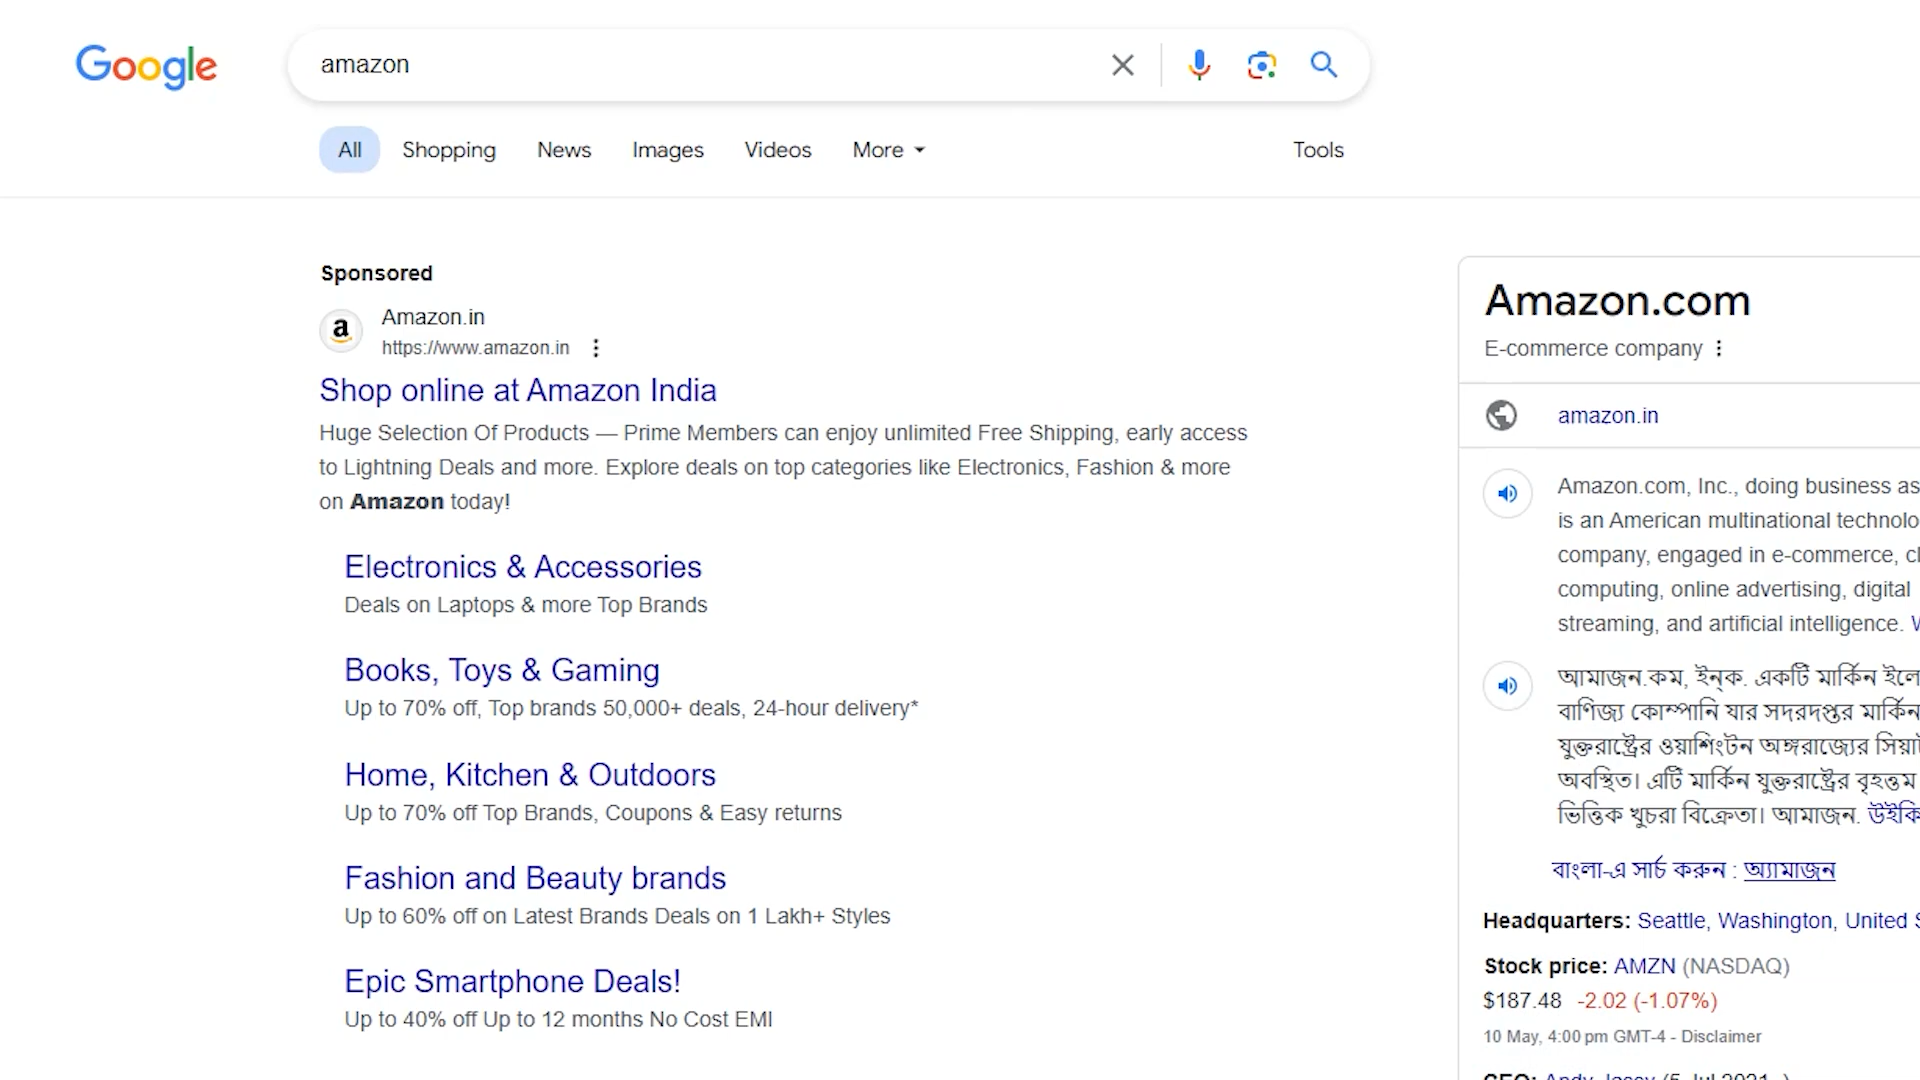 Google
amazon
All
Shopping
News
Images
Videos
More
Tools
Sponsored
a
Amazon.in
https://www.amazon.in
Shop online at Amazon India
Huge Selection Of Products — Prime Members can enjoy unlimited Free Shipping, early access
to Lightning Deals and more. Explore deals on top categories like Electronics, Fashion & more
on Amazon today!
Electronics & Accessories
Deals on Laptops & more Top Brands
Books, Toys & Gaming
Up to 70% off, Top brands 50,000+ deals, 24-hour delivery*
Home, Kitchen & Outdoors
Up to 70% off Top Brands, Coupons & Easy returns
Fashion and Beauty brands
Up to 60% off on Latest Brands Deals on 1 Lakh+ Styles
Epic Smartphone Deals!
Up to 40% off Up to 12 months No Cost EMI
Amazon.com
E-commerce company
amazon.in
Amazon.com, Inc., doing business as
is an American multinational
company, engaged in e-commerce,
computing, online advertising, digital
streaming, and artificial intelligence.
আমাজন.কম, ইন্ক. একটি মার্কিন
বাণিজ্য কোম্পানি যার সদরদপ্তর মার্কিন
যুক্তরাষ্ট্রের ওয়াশিংটন অঙ্গরাজ্যের
অবস্থিত। এটি মার্কিন যুক্তরাষ্ট্রের বৃহত্তম
ভিত্তিক খুচরা বিক্রেতা। আমাজন.
বাংলা-এ সার্চ করুন : অ্যামাজন
Headquarters: Seattle, Washington, United
Stock price: AMZN (NASDAQ)
$187.48 -2.02 (-1.07%)
10 May, 4:00 pm GMT-4 - Disclaimer